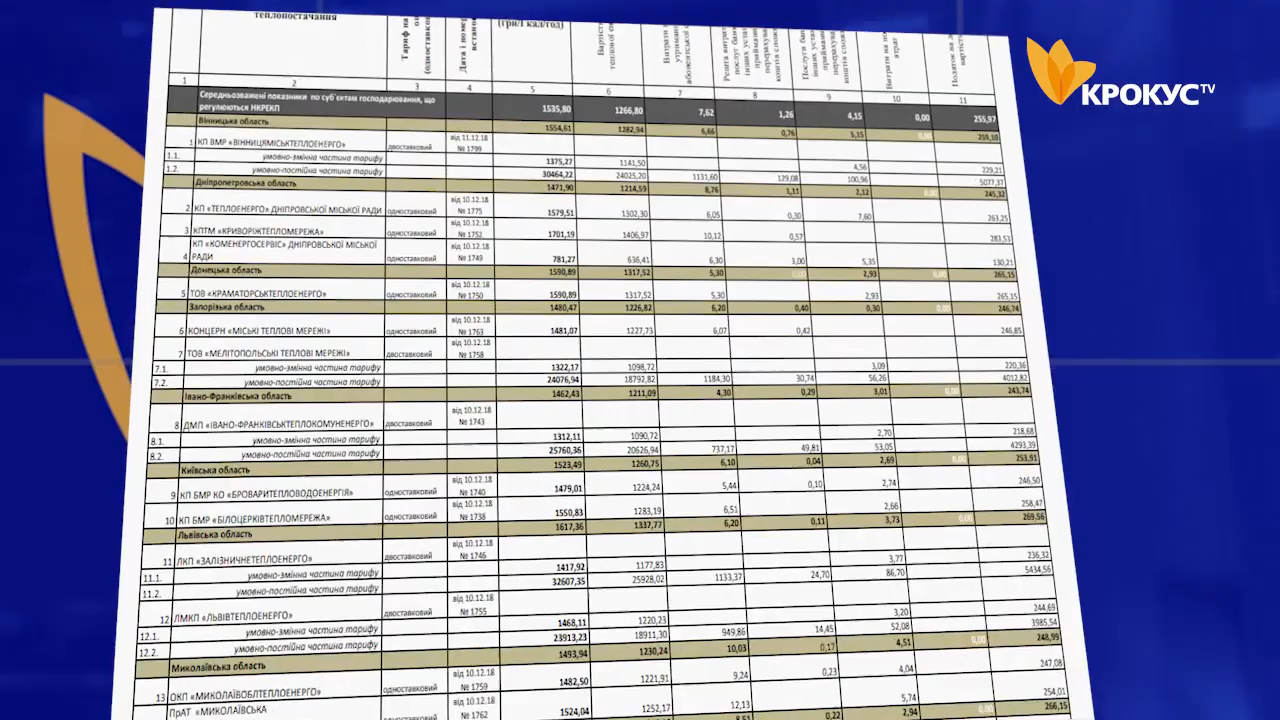 теплопостачання
(грн/Гкал/год)
1 2 3 4 5 6 7 8 9 10 11
Середньозважені показники по суб`єктам господарювання, що
регулюються НКРЕКП 1535,80 1266,80 7,62 1,26 4,15 0,00 255,97
Вінницька область 1554,61 1282,94 6,66 0,76 5,15 0,00 259,10
1 КП ВМР «ВІННИЦЯМІСЬКТЕПЛОЕНЕРГО» двоставковий від 11.12.18 № 1799
1.1. умовно-змінна частина тарифу 1375,27 1141,50 4,56 229,21
1.2. умовно-постійна частина тарифу 30464,22 24025,20 1131,60 129,08 100,96 5077,37
Дніпропетровська область 1471,90 1214,59 8,76 3,11 2,12 0,00 245,32
2 КП «ТЕПЛОЕНЕРГО» ДНІПРОВСЬКОЇ МІСЬКОЇ РАДИ одноставковий від 10.12.18 № 1775 1579,51 1302,30 6,05 0,30 7,60 263,25
3 КПТМ «КРИВОРІЖТЕПЛОМЕРЕЖА» одноставковий від 10.12.18 № 1752 1701,19 1406,97 10,12 0,57 283,53
КП «КОМЕНЕРГОСЕРВІС» ДНІПРОВСЬКОЇ МІСЬКОЇ
4 РАДИ одноставковий від 10.12.18 № 1749 781,27 636,41 6,30 3,00 5,35 130,21
Донецька область 1590,89 1317,52 5,30 0,00 2,93 0,00 265,15
5 ТОВ «КРАМАТОРСЬКТЕПЛОЕНЕРГО» одноставковий від 10.12.18 № 1750 1590,89 1317,52 5,30 2,93 265,15
Запорізька область 1480,47 1226,82 6,20 0,40 0,30 0,00 246,74
6 КОНЦЕРН «МІСЬКІ ТЕПЛОВІ МЕРЕЖІ» одноставковий від 10.12.18 № 1763 1481,07 1227,73 6,07 0,42 246,85
7 ТОВ «МЕЛІТОПОЛЬСЬКІ ТЕПЛОВІ МЕРЕЖІ» двоставковий від 10.12.18 № 1758
7.1. умовно-змінна частина тарифу 1322,17 1098,72 3,09 220,36
7.2. умовно-постійна частина тарифу 24076,94 18792,82 1184,30 30,74 56,26 4012,82
Івано-Франківська область 1462,43 1211,09 4,30 0,29 3,01 0,00 243,74
8 ДМП «ІВАНО-ФРАНКІВСЬКТЕПЛОКОМУНЕНЕРГО» двоставковий від 10.12.18 № 1743
8.1. умовно-змінна частина тарифу 1312,11 1090,72 2,70 218,68
8.2. умовно-постійна частина тарифу 25760,36 20626,94 737,17 49,81 53,05 4293,39
Київська область 1523,49 1260,75 6,10 0,04 2,69 0,00 253,91
9 КП БМР КО «БРОВАРИТЕПЛОВОДОЕНЕРГІЯ» одноставковий від 10.12.18 № 1740 1479,01 1224,24 5,44 0,10 2,74 246,50
10 КП БМР «БІЛОЦЕРКІВТЕПЛОМЕРЕЖА» одноставковий від 10.12.18 № 1738 1550,83 1283,19 6,51 2,66 258,47
Львівська область 1617,36 1337,77 6,20 0,11 3,73 0,00 269,56
11 ЛКП «ЗАЛІЗНИЧНЕТЕПЛОЕНЕРГО» двоставковий від 10.12.18 № 1746
11.1. умовно-змінна частина тарифу 1417,92 1177,83 3,77 236,32
11.2. умовно-постійна частина тарифу 32607,35 25928,02 1133,37 24,70 86,70 5434,56
12 ЛМКП «ЛЬВІВТЕПЛОЕНЕРГО» двоставковий від 10.12.18 № 1755
12.1. умовно-змінна частина тарифу 1468,11 1220,23 3,20 244,69
12.2. умовно-постійна частина тарифу 23913,23 18911,30 949,86 14,45 52,08 3985,54
Миколаївська область 1493,94 1230,24 10,03 0,17 4,51 0,00 248,99
13 ОКП «МИКОЛАЇВОБЛТЕПЛОЕНЕРГО» одноставковий від 10.12.18 № 1759 1482,50 1221,91 9,24 0,23 4,04 247,08
ПрАТ «МИКОЛАЇВСЬКА від 10.12.18 № 1762 1524,04 1252,17 12,13 5,74 254,01
0,22 2,94 0,00 266,15
КРОКУС TV